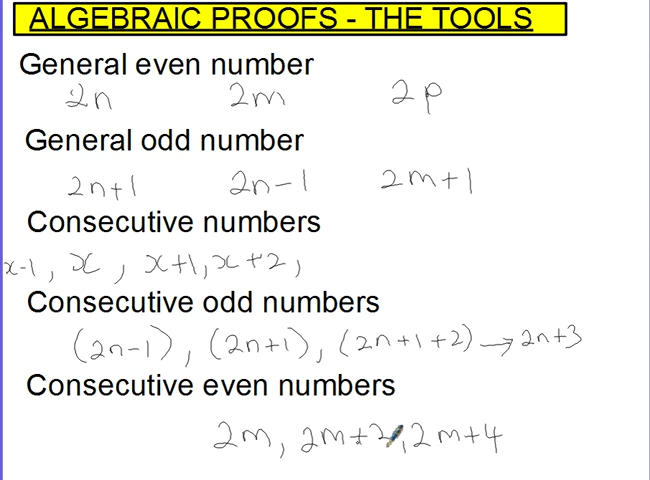 ALGEBRAIC PROOFS - THE TOOLS
General even number
2n 2m 2p
General odd number
2n+1 2n-1 2m+1
Consecutive numbers
x-1, x, x+1, x+2,
Consecutive odd numbers
(2n-1), (2n+1), (2n+1+2) → 2n+3
Consecutive even numbers
2m, 2m+2, 2m+4